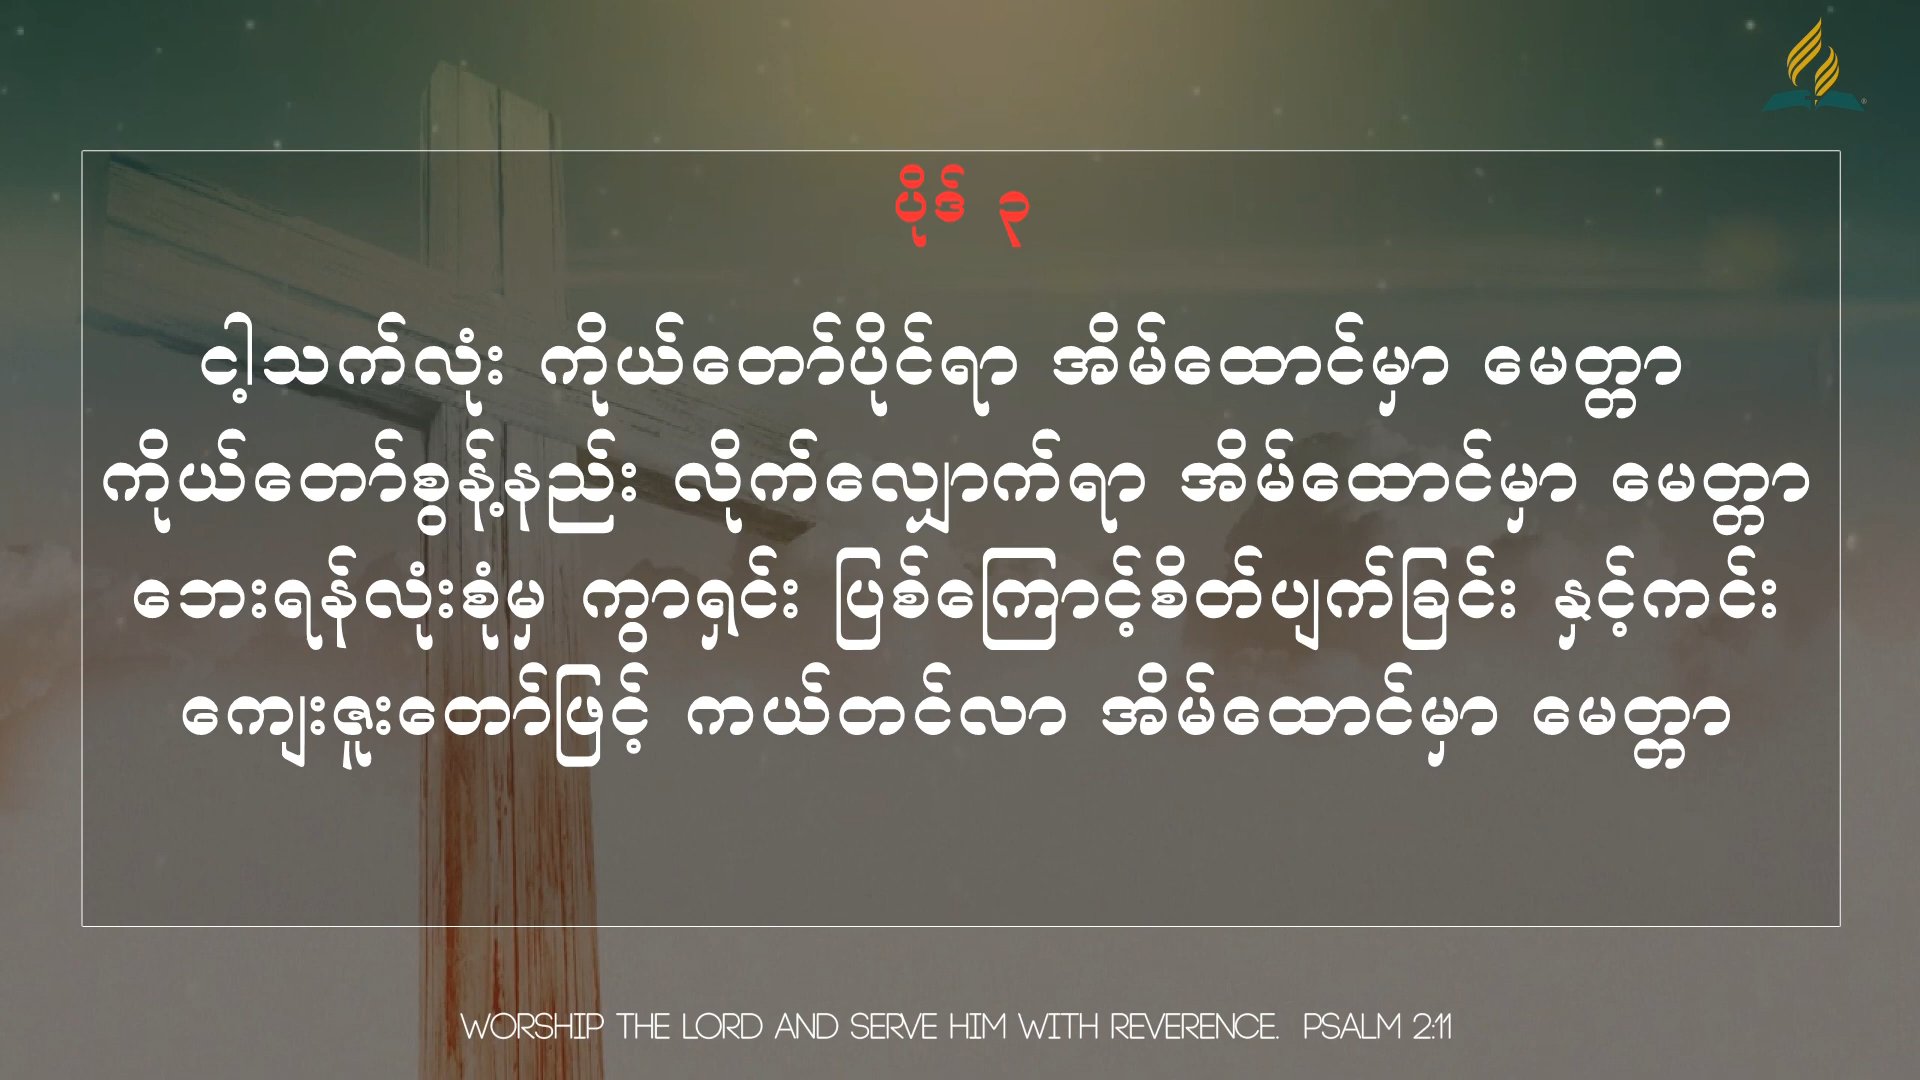 ပိုဒ် ၃
ငါ့သက်လုံး ကိုယ်တော်ပိုင်ရာ အိမ်ထောင်မှာ မေတ္တာ
ကိုယ်တော်စွန့်နည်း လိုက်လျှောက်ရာ အိမ်ထောင်မှာ မေတ္တာ
ဘေးရန်လုံးစုံမှ ကွာရှင်း ပြစ်ကြောင့်စိတ်ပျက်ခြင်း နှင့်ကင်း
ကျေးဇူးတော်ဖြင့် ကယ်တင်လာ အိမ်ထောင်မှာ မေတ္တာ
WORSHIP THE LORD AND SERVE HIM WITH REVERENCE. PSALM 2:11